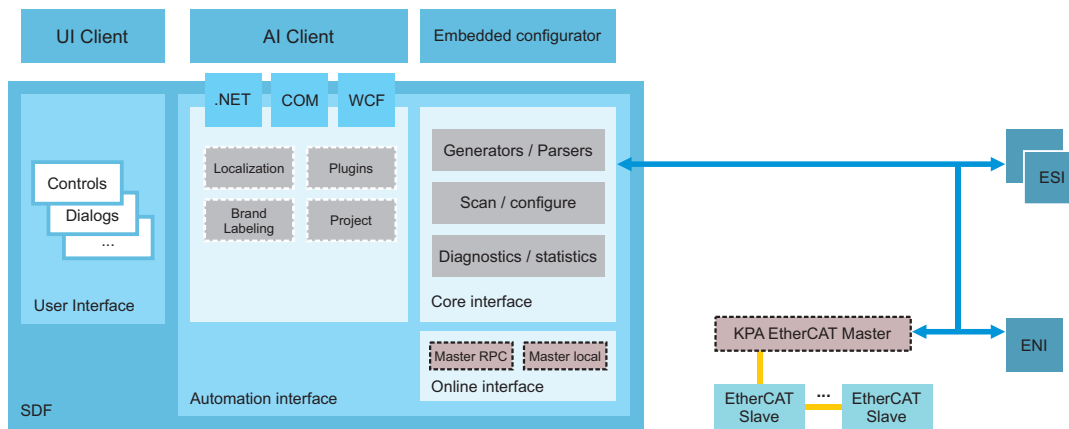 UI Client
AI Client
Embedded configurator
.NET
COM
WCF
Controls
Dialogs
...
User Interface
Localization
Plugins
Brand
Labeling
Project
Generators / Parsers
Scan / configure
Diagnostics / statistics
Core interface
Master RPC
Master local
Online interface
Automation interface
SDF
ESI
KPA EtherCAT Master
ENI
EtherCAT
Slave
...
EtherCAT
Slave